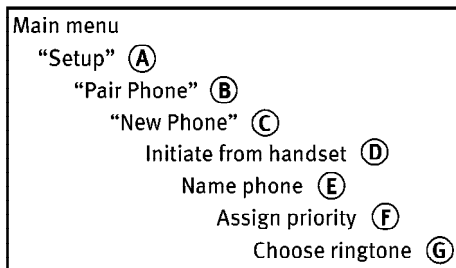 Main menu
“Setup” Ⓐ
“Pair Phone” Ⓑ
“New Phone” Ⓒ
Initiate from handset Ⓓ
Name phone Ⓔ
Assign priority Ⓕ
Choose ringtone Ⓖ